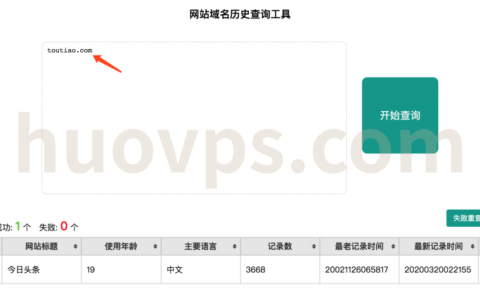 网站域名历史查询工具
toutiao.com
开始查询
huovps.com
失败重查
成功: 1 个 失败: 0 个
网站标题 使用年龄 主要语言 记录数 最老记录时间 最新记录时间
今日头条 19 中文 3668 20021126065817 20200320022155